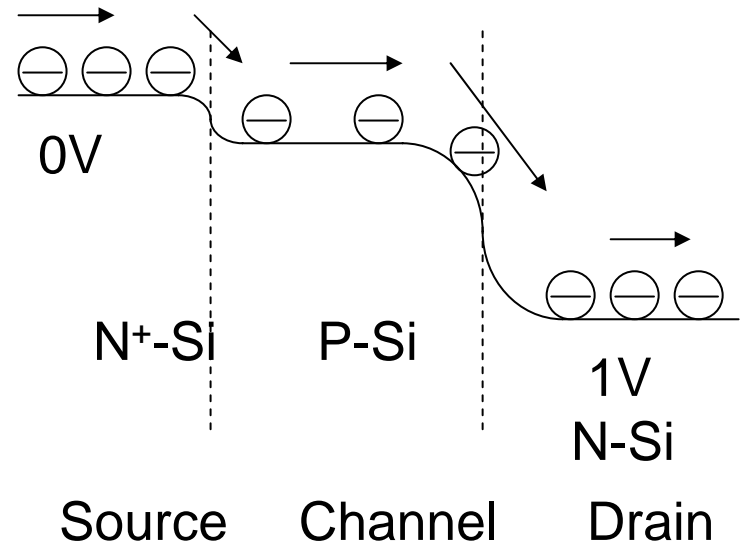 0V
N⁺-Si P-Si
1V
N-Si
Source Channel Drain